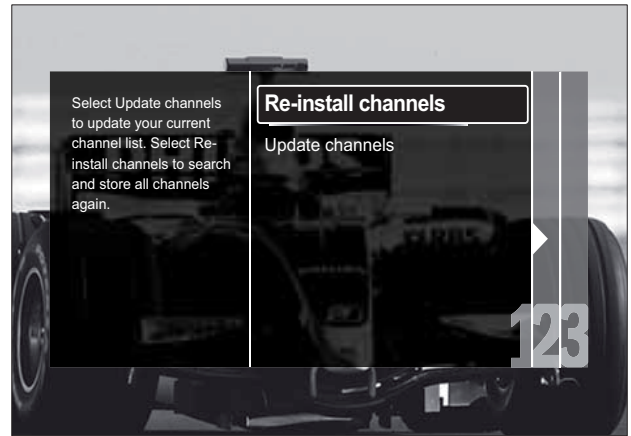 Select Update channels
to update your current
channel list. Select Re-
install channels to search
and store all channels
again.
Re-install channels
Update channels
123